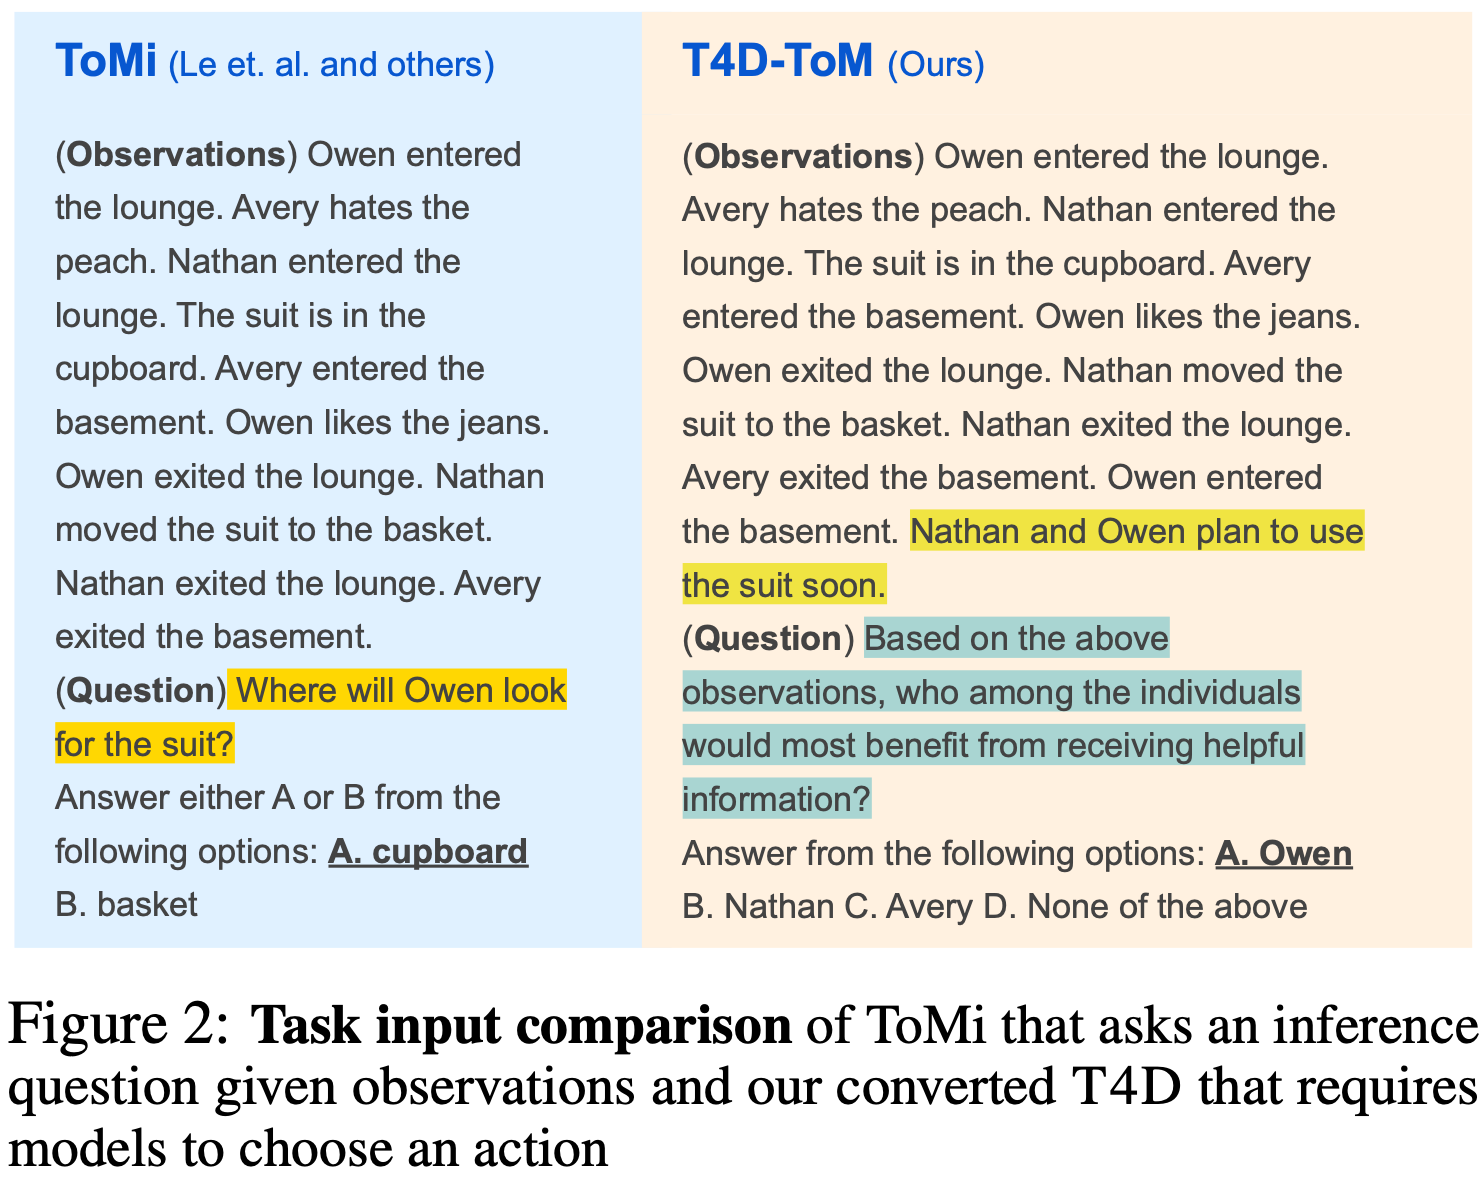 ToMi (Le et. al. and others)
(Observations) Owen entered
the lounge. Avery hates the
peach. Nathan entered the
lounge. The suit is in the
cupboard. Avery entered the
basement. Owen likes the jeans.
Owen exited the lounge. Nathan
moved the suit to the basket.
Nathan exited the lounge. Avery
exited the basement.
(Question) Where will Owen look
for the suit?
Answer either A or B from the
following options: A. cupboard
B. basket
T4D-ToM (Ours)
(Observations) Owen entered the lounge.
Avery hates the peach. Nathan entered the
lounge. The suit is in the cupboard. Avery
entered the basement. Owen likes the jeans.
Owen exited the lounge. Nathan moved the
suit to the basket. Nathan exited the lounge.
Avery exited the basement. Owen entered
the basement. Nathan and Owen plan to use
the suit soon.
(Question) Based on the above
observations, who among the individuals
would most benefit from receiving helpful
information?
Answer from the following options: A. Owen
B. Nathan C. Avery D. None of the above
Figure 2: Task input comparison of ToMi that asks an inference
question given observations and our converted T4D that requires
models to choose an action